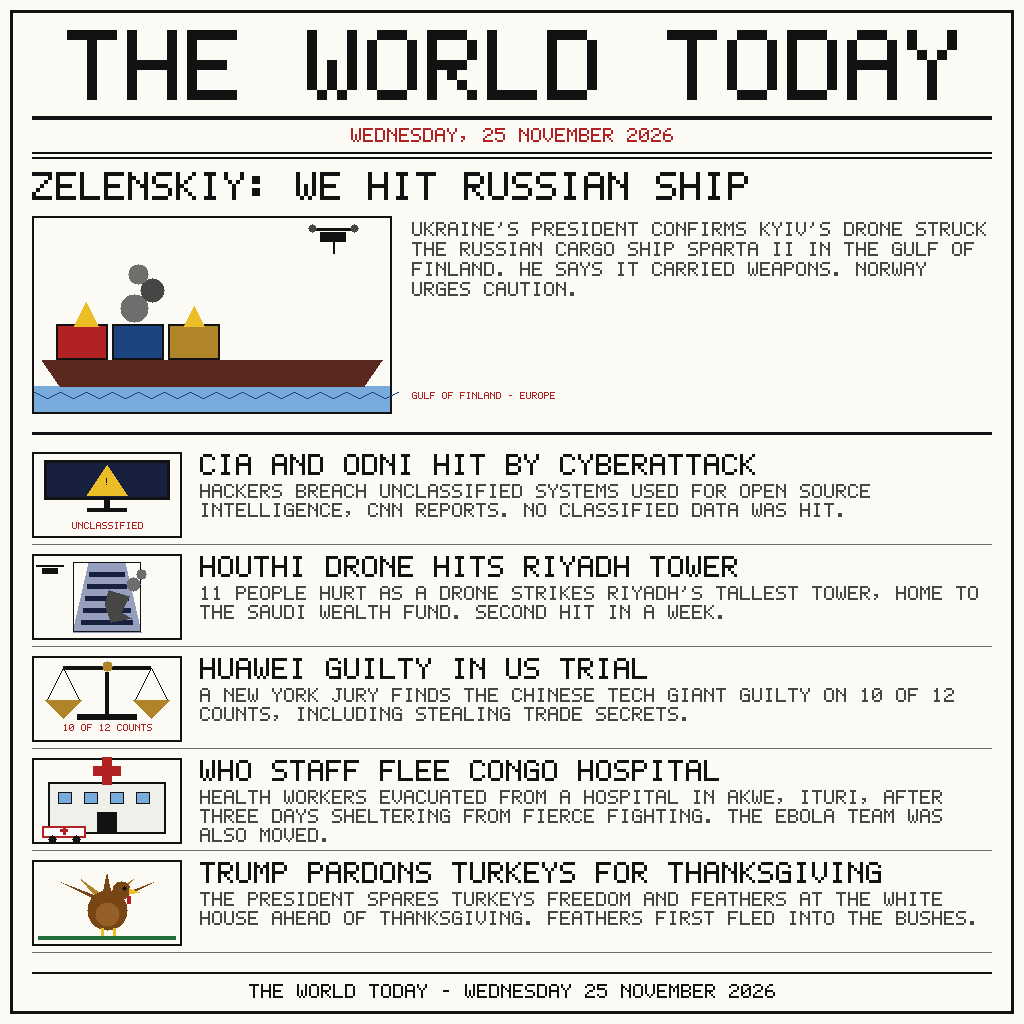 THE WORLD TODAY
WEDNESDAY, 25 NOVEMBER 2026
ZELENSKIY: WE HIT RUSSIAN SHIP
UKRAINE'S PRESIDENT CONFIRMS KYIV'S DRONE STRUCK
THE RUSSIAN CARGO SHIP SPARTA II IN THE GULF OF
FINLAND. HE SAYS IT CARRIED WEAPONS. NORWAY
URGES CAUTION.
GULF OF FINLAND - EUROPE
!
UNCLASSIFIED
CIA AND ODNI HIT BY CYBERATTACK
HACKERS BREACH UNCLASSIFIED SYSTEMS USED FOR OPEN SOURCE
INTELLIGENCE, CNN REPORTS. NO CLASSIFIED DATA WAS HIT.
HOUTHI DRONE HITS RIYADH TOWER
11 PEOPLE HURT AS A DRONE STRIKES RIYADH'S TALLEST TOWER, HOME TO
THE SAUDI WEALTH FUND. SECOND HIT IN A WEEK.
10 OF 12 COUNTS
HUAWEI GUILTY IN US TRIAL
A NEW YORK JURY FINDS THE CHINESE TECH GIANT GUILTY ON 10 OF 12
COUNTS, INCLUDING STEALING TRADE SECRETS.
WHO STAFF FLEE CONGO HOSPITAL
HEALTH WORKERS EVACUATED FROM A HOSPITAL IN AKWE, ITURI, AFTER
THREE DAYS SHELTERING FROM FIERCE FIGHTING. THE EBOLA TEAM WAS
ALSO MOVED.
TRUMP PARDONS TURKEYS FOR THANKSGIVING
THE PRESIDENT SPARES TURKEYS FREEDOM AND FEATHERS AT THE WHITE
HOUSE AHEAD OF THANKSGIVING. FEATHERS FIRST FLED INTO THE BUSHES.
THE WORLD TODAY - WEDNESDAY 25 NOVEMBER 2026